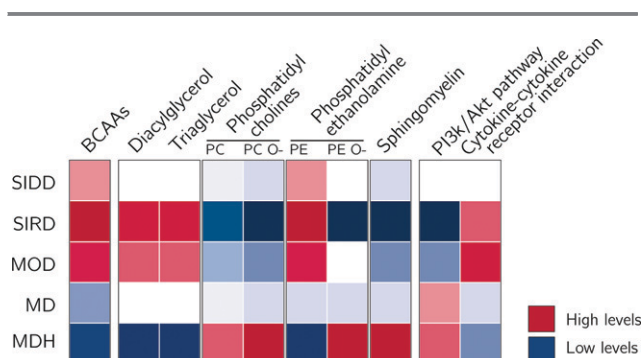 BCAAs
Diacylglycerol
Triaglycerol
Phosphatidyl
cholines
Phosphatidyl
ethanolamine
Sphingomyelin
PI3k/Akt pathway
Cytokine-cytokine
receptor interaction
PC PC O- PE PE O-
SIDD
SIRD
MOD
MD
MDH
High levels
Low levels